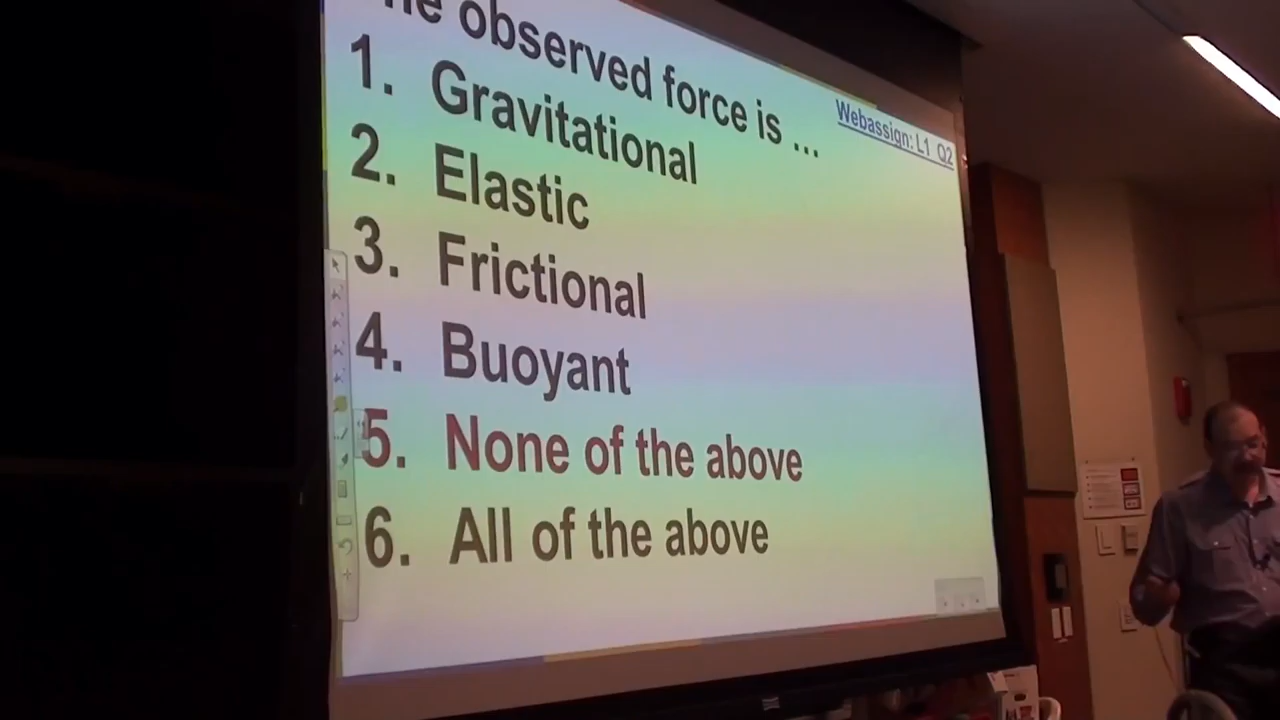 observed force is ...
Webassign: L1 Q2
1. Gravitational
2. Elastic
3. Frictional
4. Buoyant
5. None of the above
6. All of the above